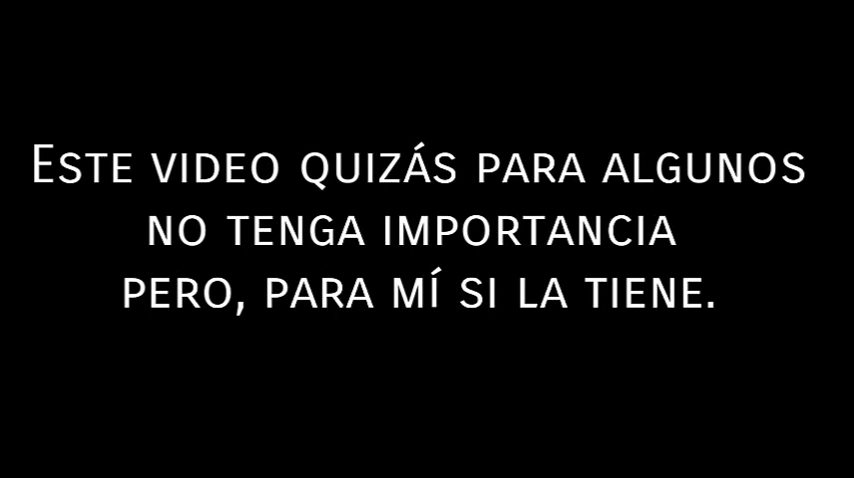 Este video quizás para algunos
no tenga importancia
pero, para mí si la tiene.